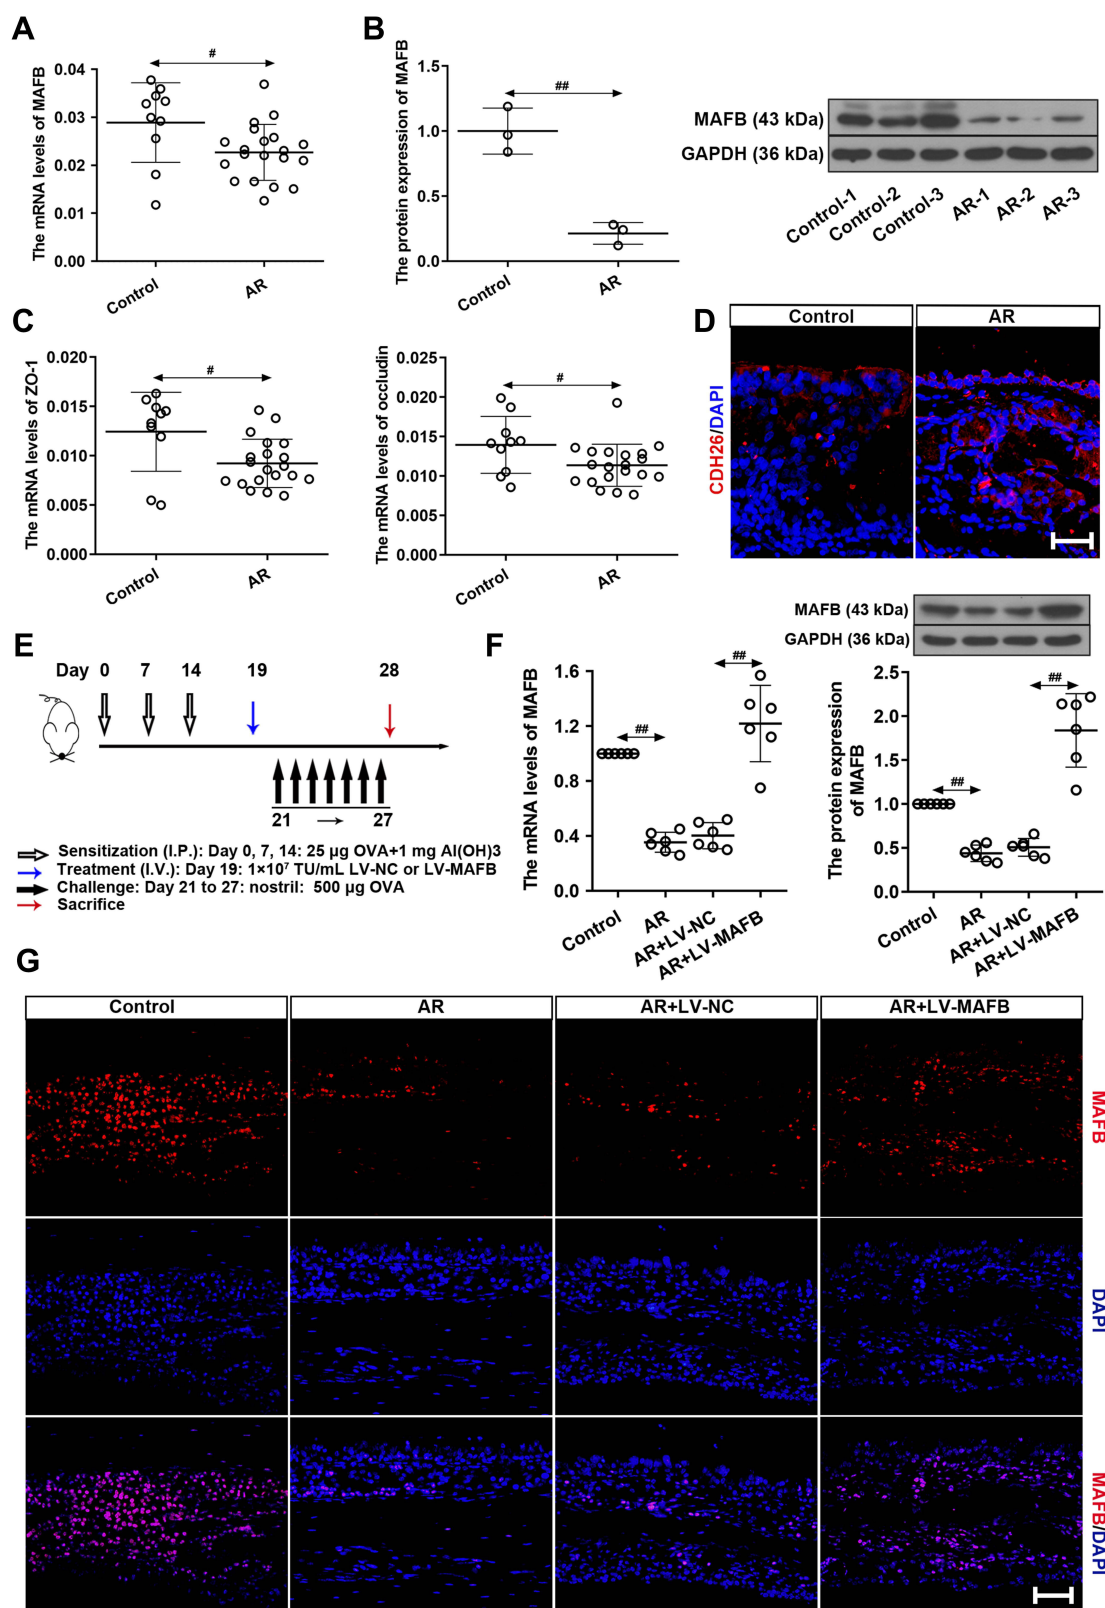 A
The mRNA levels of MAFB
#
0.04
0.03
0.02
0.01
0.00
Control
AR
B
The protein expression of MAFB
##
1.5
1.0
0.5
0.0
Control
AR
MAFB (43 kDa)
GAPDH (36 kDa)
Control-1
Control-2
Control-3
AR-1
AR-2
AR-3
C
The mRNA levels of ZO-1
#
0.020
0.015
0.010
0.005
0.000
Control
AR
The mRNA levels of occludin
#
0.025
0.020
0.015
0.010
0.005
0.000
Control
AR
D
Control
AR
CDH26/DAPI
E
Day 0 7 14 19 28
21 → 27
Sensitization (I.P.): Day 0, 7, 14: 25 μg OVA+1 mg Al(OH)3
Treatment (I.V.): Day 19: 1×10⁷ TU/mL LV-NC or LV-MAFB
Challenge: Day 21 to 27: nostril: 500 μg OVA
Sacrifice
F
The mRNA levels of MAFB
##
##
1.6
1.2
0.8
0.4
0.0
Control
AR
AR+LV-NC
AR+LV-MAFB
MAFB (43 kDa)
GAPDH (36 kDa)
The protein expression
of MAFB
##
##
2.5
2.0
1.5
1.0
0.5
0.0
Control
AR
AR+LV-NC
AR+LV-MAFB
G
Control
AR
AR+LV-NC
AR+LV-MAFB
MAFB
DAPI
MAFB/DAPI